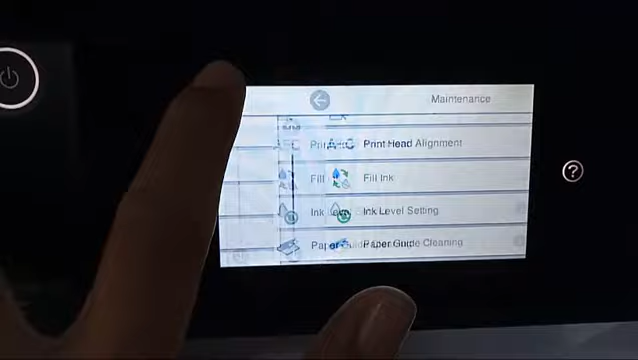 Maintenance
Print Head Alignment
Fill Ink
Ink Level Setting
Paper Guide Cleaning
?